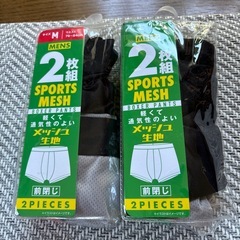 M
MENS
2枚組
SPORTS
MESH
BOXER PANTS
軽くて
通気性のよい
メッシュ
生地
前閉じ
2PIECES
MENS
2枚組
SPORTS
MESH
BOXER PANTS
軽くて
通気性のよい
メッシュ
生地
前閉じ
2PIECES